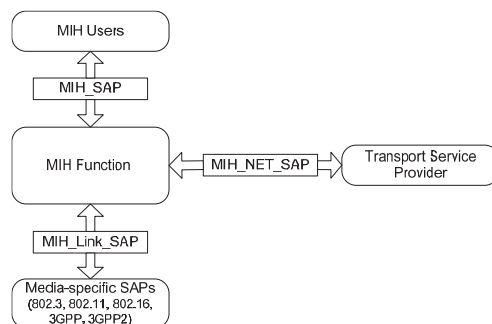 MIH Users
MIH_SAP
MIH Function
MIH_NET_SAP
Transport Service
Provider
MIH_Link_SAP
Media-specific SAPs
(802.3, 802.11, 802.16,
3GPP, 3GPP2)